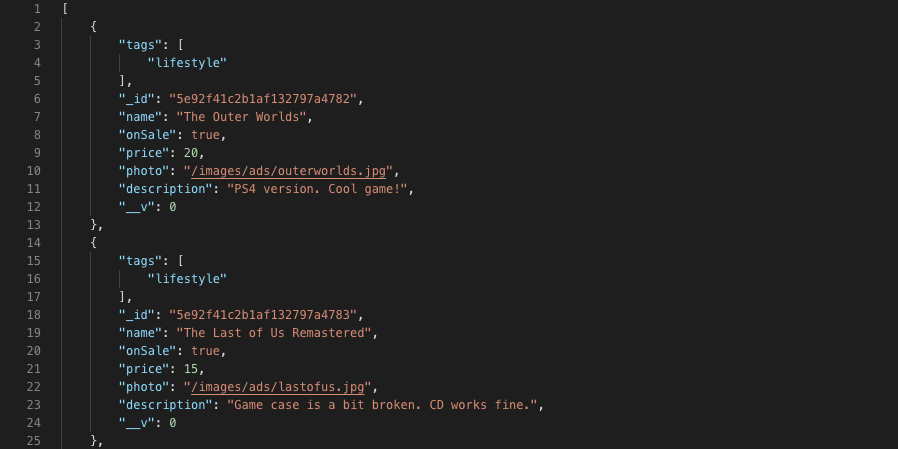 1 [
2     {
3         "tags": [
4             "lifestyle"
5         ],
6         "_id": "5e92f41c2b1af132797a4782",
7         "name": "The Outer Worlds",
8         "onSale": true,
9         "price": 20,
10         "photo": "/images/ads/outerworlds.jpg",
11         "description": "PS4 version. Cool game!",
12         "__v": 0
13     },
14     {
15         "tags": [
16             "lifestyle"
17         ],
18         "_id": "5e92f41c2b1af132797a4783",
19         "name": "The Last of Us Remastered",
20         "onSale": true,
21         "price": 15,
22         "photo": "/images/ads/lastofus.jpg",
23         "description": "Game case is a bit broken. CD works fine.",
24         "__v": 0
25     },